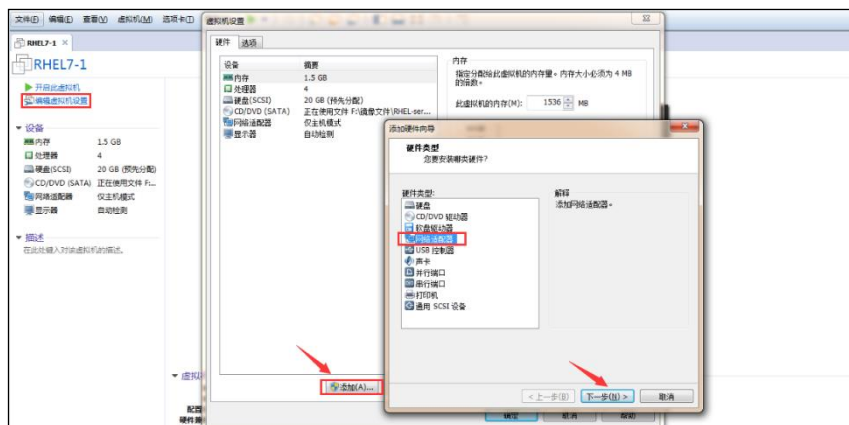 文件(F) 编辑(E) 查看(V) 虚拟机(M) 选项卡(T)
RHEL7-1 ×
RHEL7-1
开启此虚拟机
编辑虚拟机设置
设备
内存 1.5 GB
处理器 4
硬盘(SCSI) 20 GB (预先分配)
CD/DVD (SATA) 正在使用文件 F:...
网络适配器 仅主机模式
显示器 自动检测
描述
在此处键入对该虚拟机的描述。
虚拟机设置
硬件 选项
设备 摘要
内存 1.5 GB
处理器 4
硬盘(SCSI) 20 GB (预先分配)
CD/DVD (SATA) 正在使用文件 F:\镜像文件\RHEL-ser...
网络适配器 仅主机模式
显示器 自动检测
内存
指定分配给此虚拟机的内存量。内存大小必须为 4 MB
的倍数。
此虚拟机的内存(M): 1536 MB
添加(A)...
确定 取消 帮助
添加硬件向导
硬件类型
您要安装哪类硬件?
硬件类型:
硬盘
CD/DVD 驱动器
软盘驱动器
网络适配器
USB 控制器
声卡
并行端口
串行端口
打印机
通用 SCSI 设备
解释
添加网络适配器。
< 上一步(B) 下一步(N) > 取消